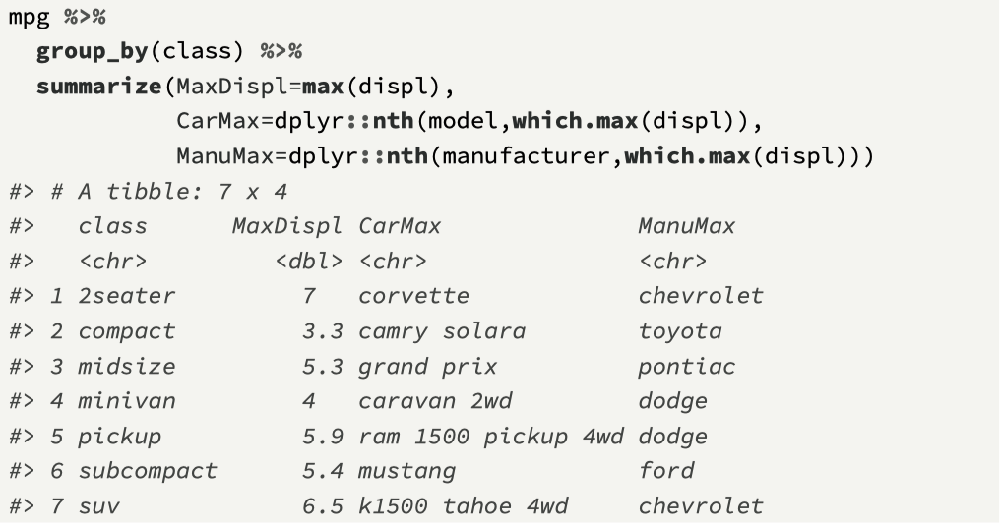 mpg %>%
  group_by(class) %>%
  summarize(MaxDispl=max(displ),
            CarMax=dplyr::nth(model,which.max(displ)),
            ManuMax=dplyr::nth(manufacturer,which.max(displ)))
#> # A tibble: 7 x 4
#>   class      MaxDispl CarMax              ManuMax
#>   <chr>         <dbl> <chr>               <chr>
#> 1 2seater         7   corvette            chevrolet
#> 2 compact         3.3 camry solara        toyota
#> 3 midsize         5.3 grand prix          pontiac
#> 4 minivan         4   caravan 2wd         dodge
#> 5 pickup          5.9 ram 1500 pickup 4wd dodge
#> 6 subcompact      5.4 mustang             ford
#> 7 suv             6.5 k1500 tahoe 4wd     chevrolet